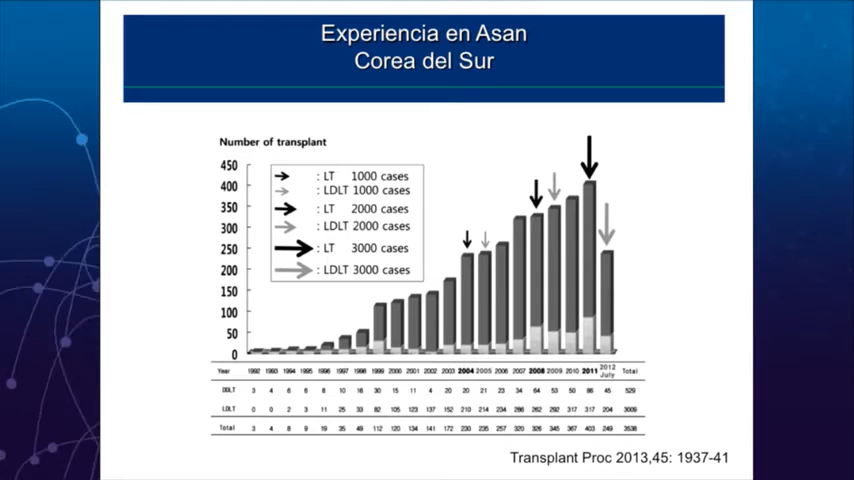 Experiencia en Asan
Corea del Sur
Number of transplant
450
400
350
300
250
200
150
100
50
0
: LT 1000 cases
: LDLT 1000 cases
: LT 2000 cases
: LDLT 2000 cases
: LT 3000 cases
: LDLT 3000 cases
Year 1992 1993 1994 1995 1996 1997 1998 1999 2000 2001 2002 2003 2004 2005 2006 2007 2008 2009 2010 2011 2012 July Total
DDLT 3 4 6 6 8 10 16 30 15 11 4 20 20 21 23 34 64 53 50 86 45 529
LDLT 0 0 2 3 11 25 33 82 105 123 137 152 210 214 234 286 262 292 317 317 204 3009
Total 3 4 8 9 19 35 49 112 120 134 141 172 230 235 257 320 326 345 367 403 249 3538
Transplant Proc 2013,45: 1937-41